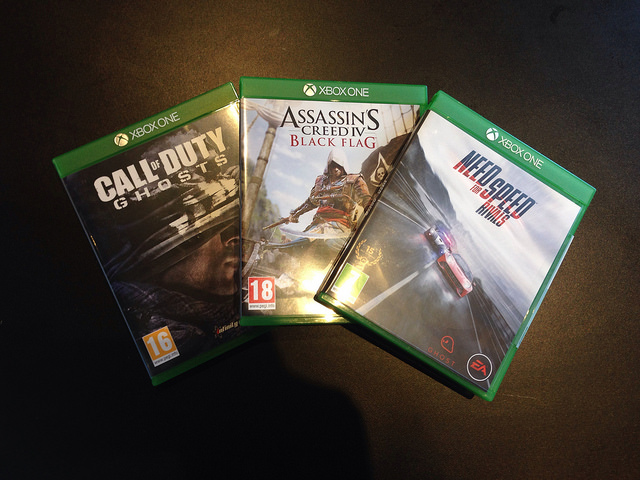 XBOX ONE
CALL OF DUTY
GHOSTS
16
XBOX ONE
ASSASSIN'S
CREED IV
BLACK FLAG
18
XBOX ONE
NEED
FOR SPEED
RIVALS
GHOST
EA